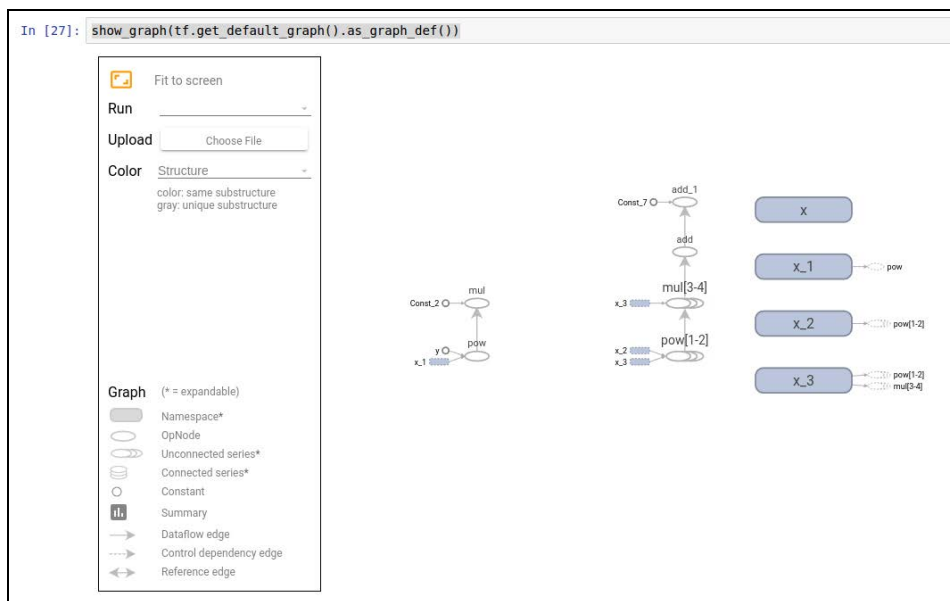 In [27]: show_graph(tf.get_default_graph().as_graph_def())
Fit to screen
Run
Upload Choose File
Color Structure
color: same substructure
gray: unique substructure
Graph (* = expandable)
Namespace*
OpNode
Unconnected series*
Connected series*
Constant
Summary
Dataflow edge
Control dependency edge
Reference edge
mul
Const_2
pow
y
x_1
add_1
Const_7
add
mul[3-4]
x_3
pow[1-2]
x_2
x_3
x
x_1 pow
x_2 pow[1-2]
x_3 pow[1-2]
mul[3-4]